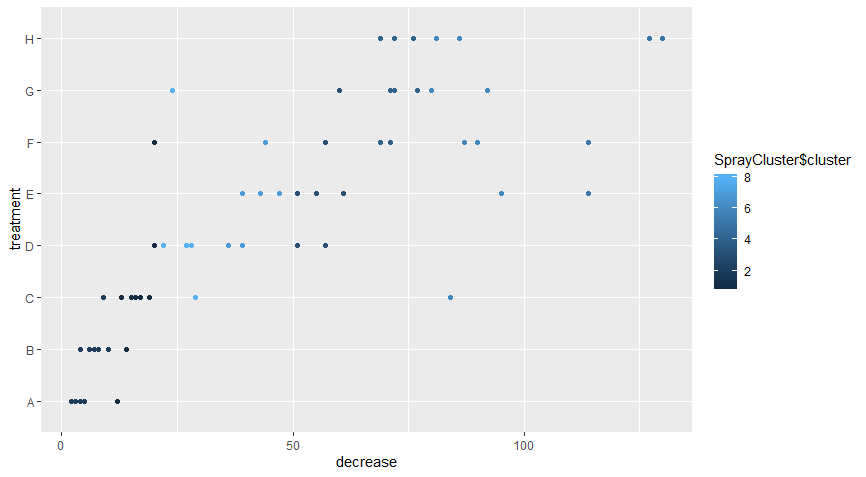 H
G
F
E
D
C
B
A
treatment
0
50
100
decrease
SprayCluster$cluster
8
6
4
2